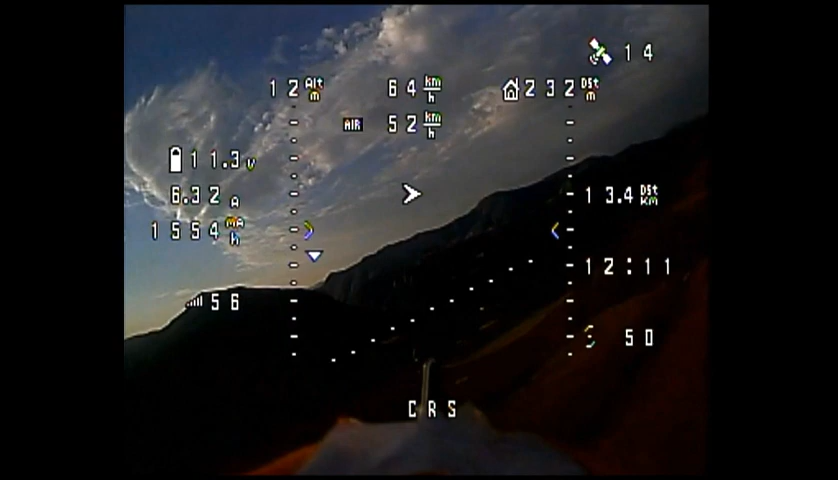 14
12 Alt m 64 km/h 232 Dst m
AIR 52 km/h
11.3 V
6.32 A 13.4 Dst Km
1554 mA h
12:11
56
50
CRS